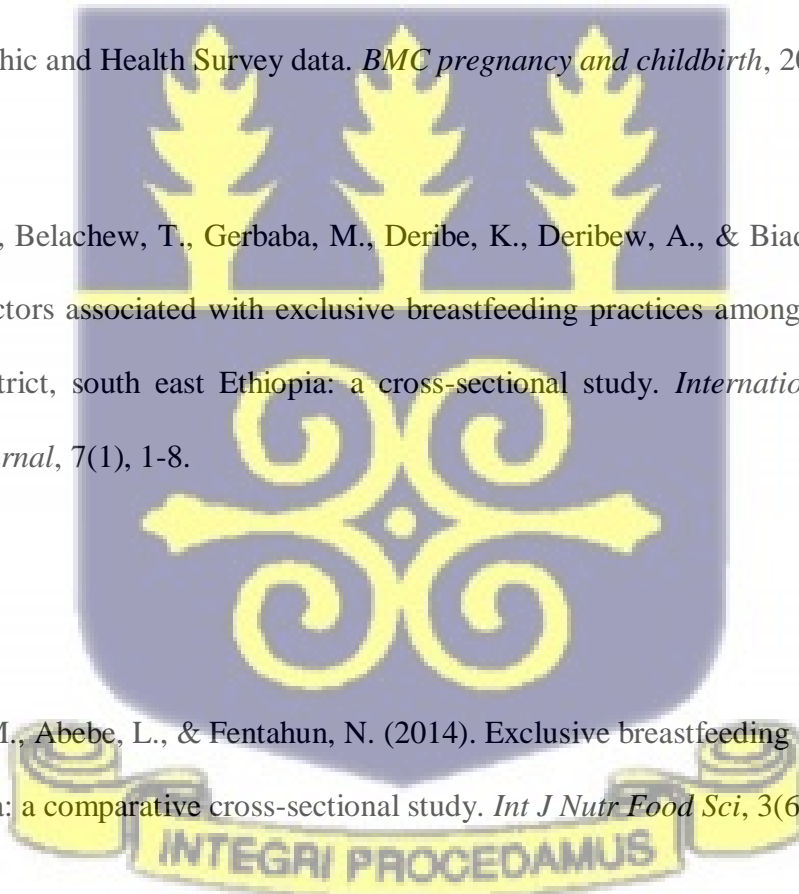 hic and Health Survey data. BMC pregnancy and childbirth, 20
, Belachew, T., Gerbaba, M., Deribe, K., Deribew, A., & Biad
ctors associated with exclusive breastfeeding practices among
trict, south east Ethiopia: a cross-sectional study. Internatio
rnal, 7(1), 1-8.
M., Abebe, L., & Fentahun, N. (2014). Exclusive breastfeeding
a: a comparative cross-sectional study. Int J Nutr Food Sci, 3(6
INTEGRI PROCEDAMUS